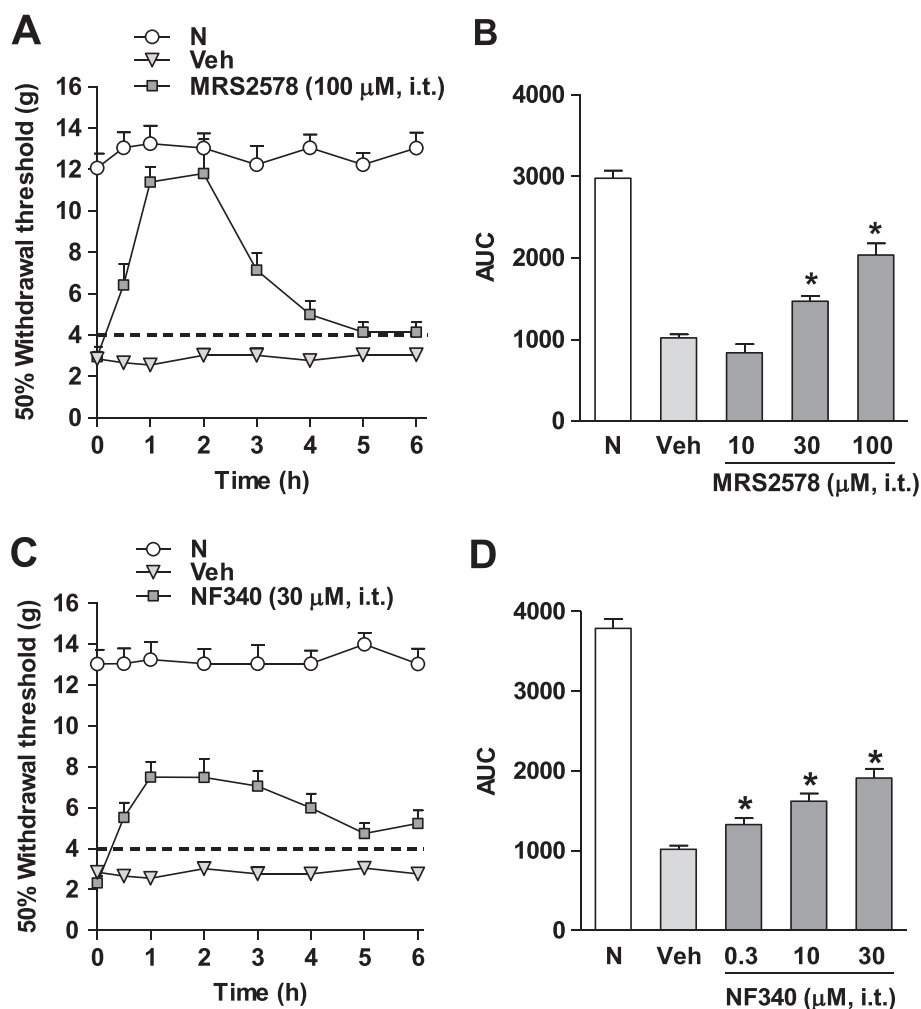 A
N
Veh
MRS2578 (100 μM, i.t.)
50% Withdrawal threshold (g)
16
14
12
10
8
6
4
2
0
0 1 2 3 4 5 6
Time (h)
B
AUC
4000
3000
2000
1000
0
* *
N Veh 10 30 100
MRS2578 (μM, i.t.)
C
N
Veh
NF340 (30 μM, i.t.)
50% Withdrawal threshold (g)
16
14
12
10
8
6
4
2
0
0 1 2 3 4 5 6
Time (h)
D
AUC
4000
3000
2000
1000
0
* * *
N Veh 0.3 10 30
NF340 (μM, i.t.)